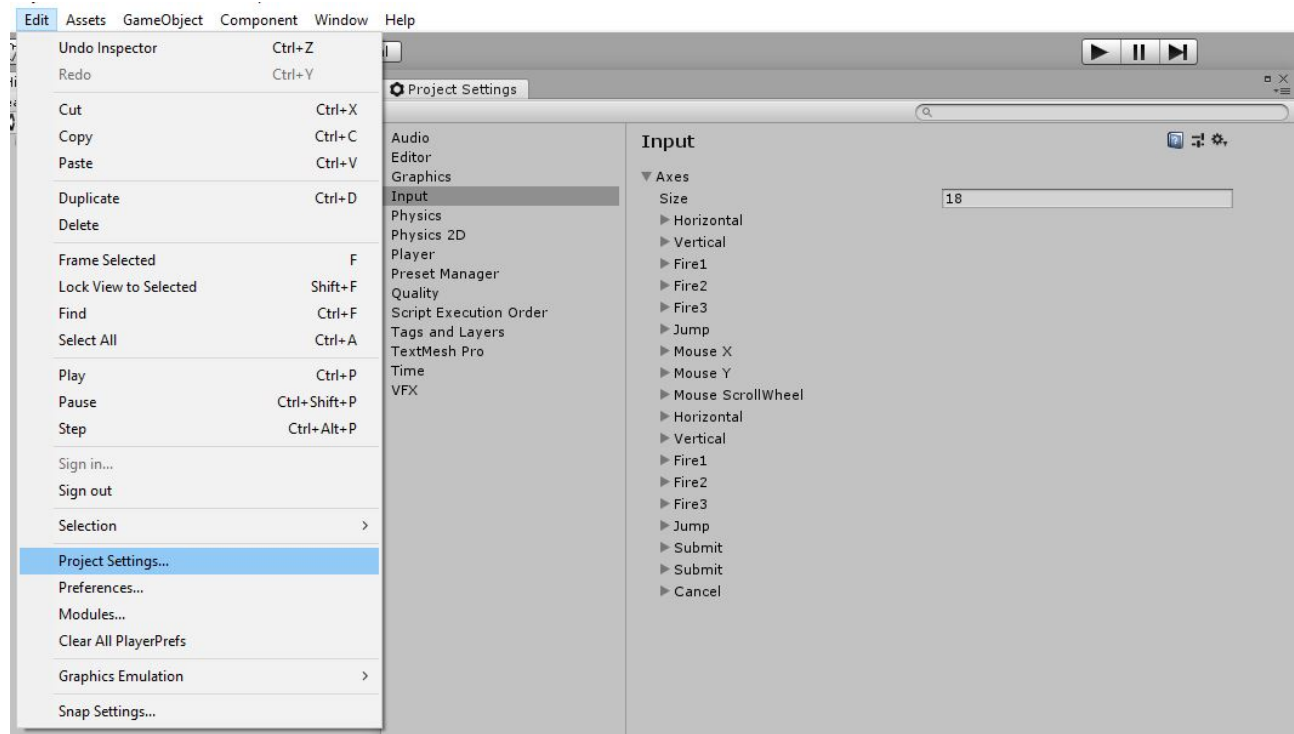 Edit Assets GameObject Component Window Help
Undo Inspector Ctrl+Z
Redo Ctrl+Y
Cut Ctrl+X
Copy Ctrl+C
Paste Ctrl+V
Duplicate Ctrl+D
Delete
Frame Selected F
Lock View to Selected Shift+F
Find Ctrl+F
Select All Ctrl+A
Play Ctrl+P
Pause Ctrl+Shift+P
Step Ctrl+Alt+P
Sign in...
Sign out
Selection
Project Settings...
Preferences...
Modules...
Clear All PlayerPrefs
Graphics Emulation
Snap Settings...
Project Settings
Audio
Editor
Graphics
Input
Physics
Physics 2D
Player
Preset Manager
Quality
Script Execution Order
Tags and Layers
TextMesh Pro
Time
VFX
Input
Axes
Size 18
Horizontal
Vertical
Fire1
Fire2
Fire3
Jump
Mouse X
Mouse Y
Mouse ScrollWheel
Horizontal
Vertical
Fire1
Fire2
Fire3
Jump
Submit
Submit
Cancel